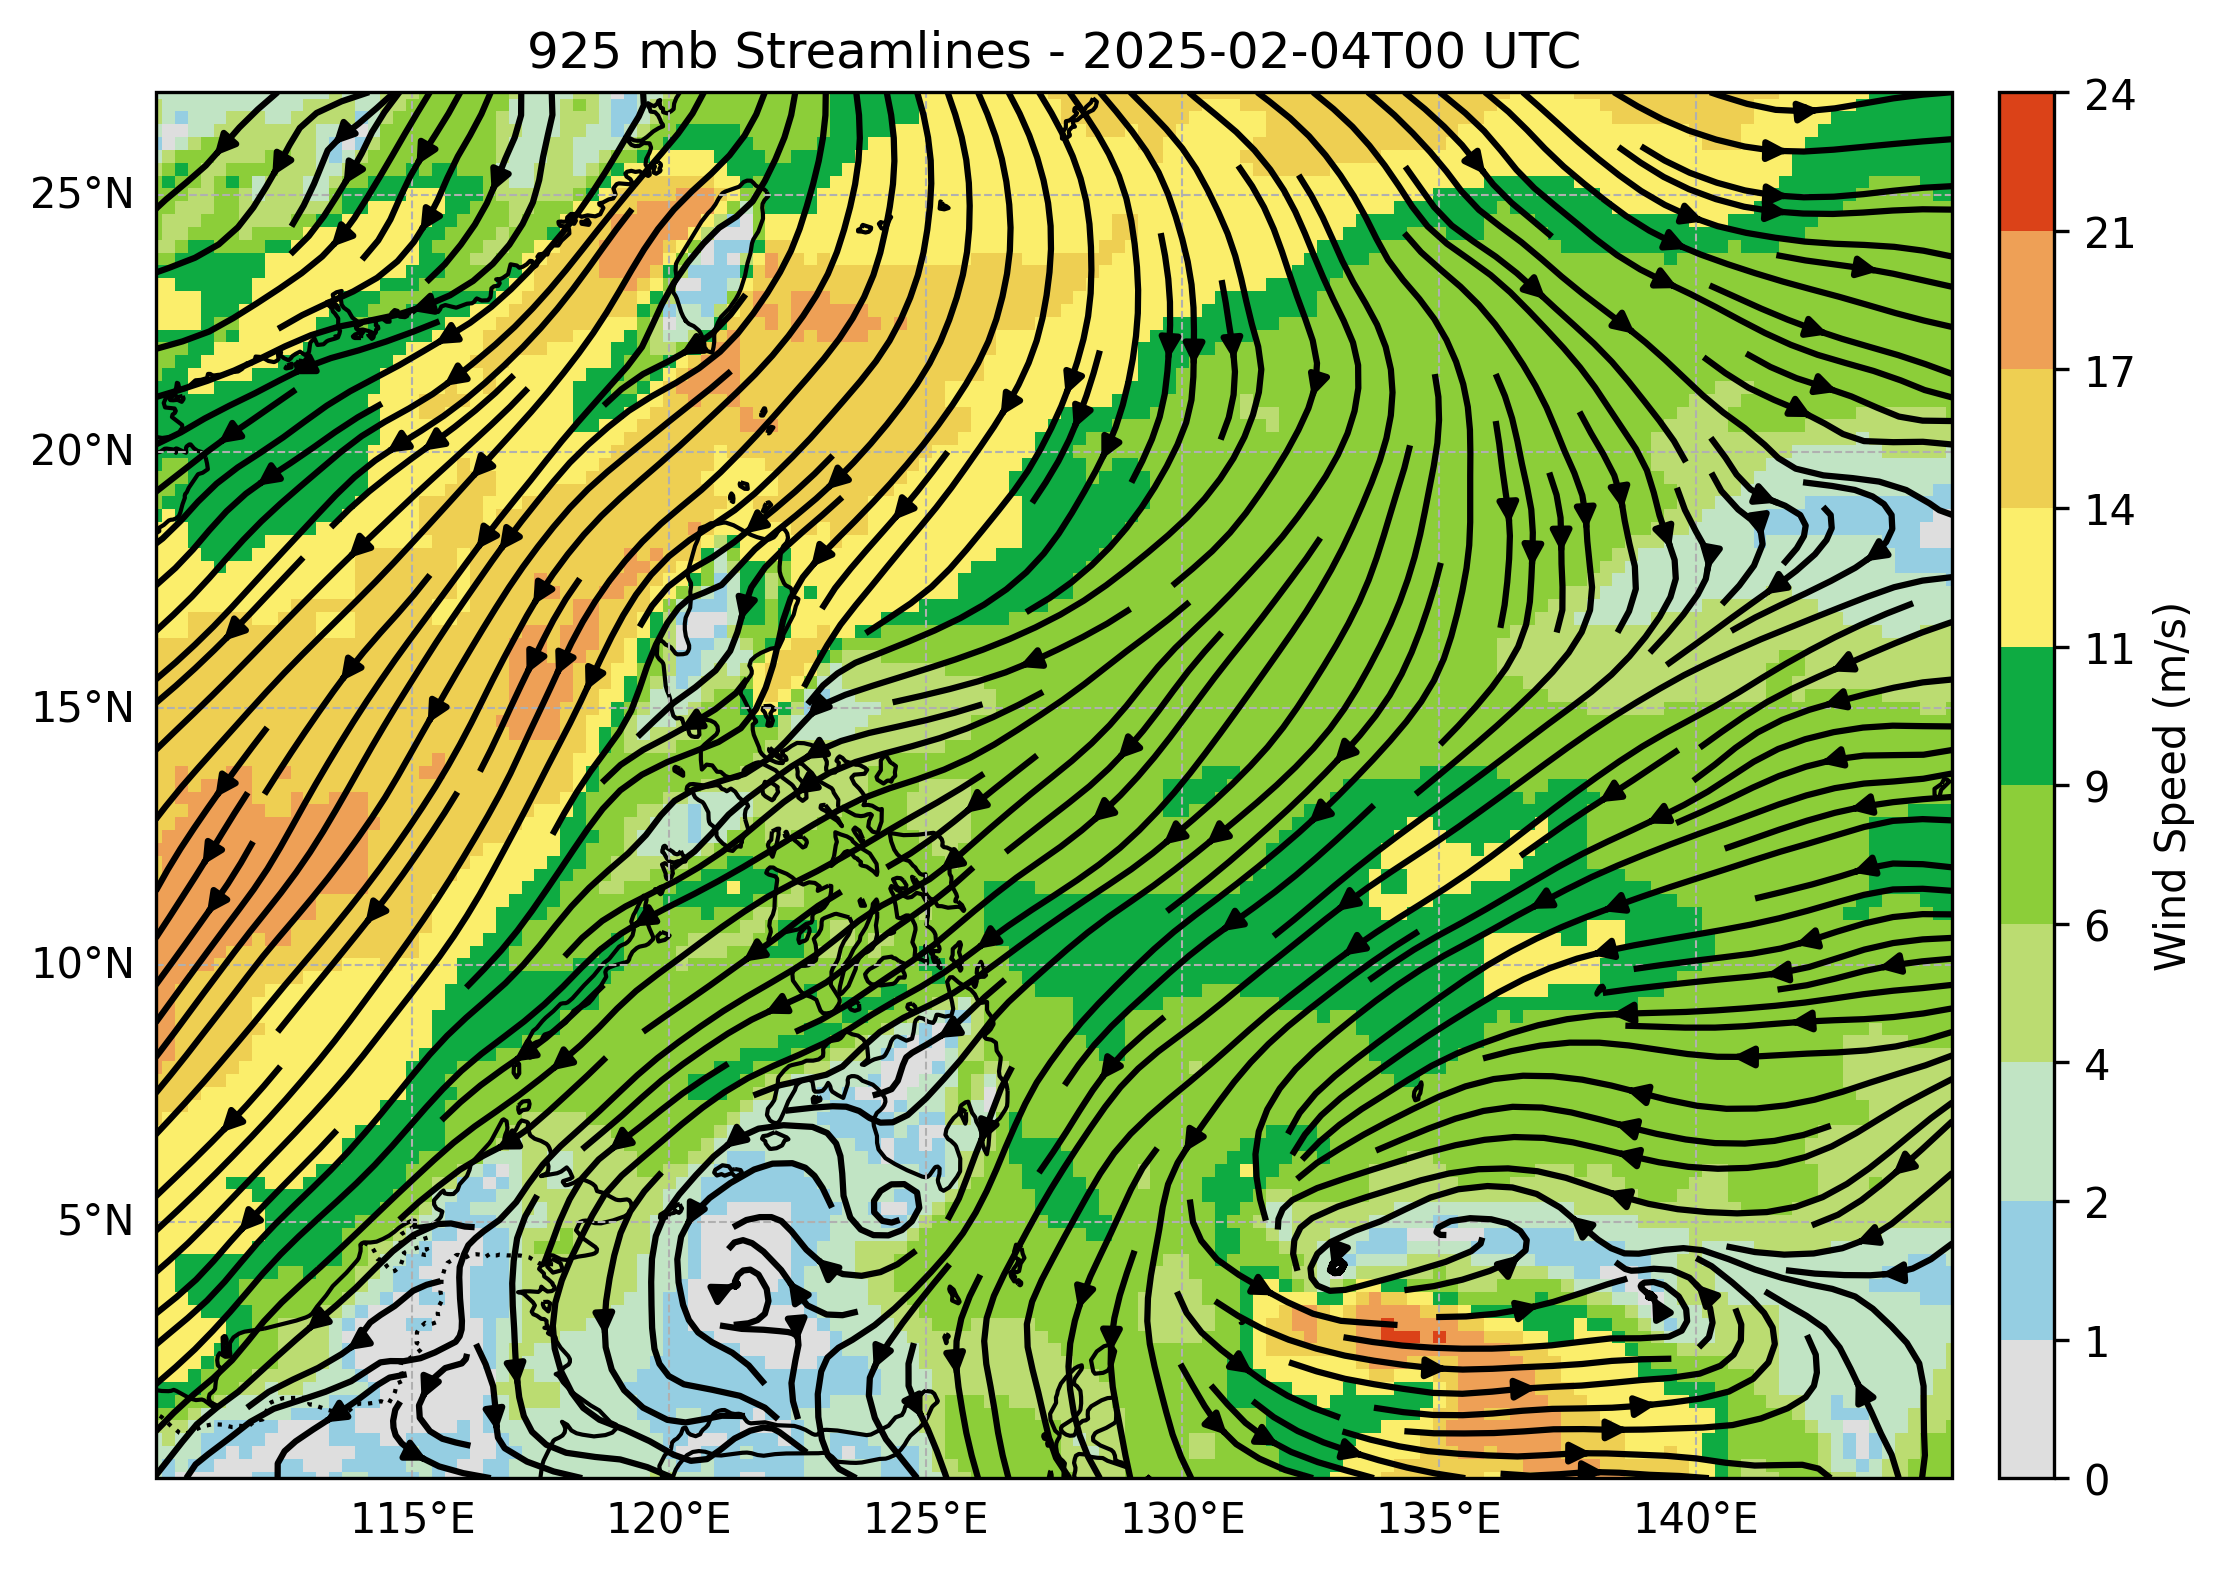 925 mb Streamlines - 2025-02-04T00 UTC
25°N
20°N
15°N
10°N
5°N
115°E
120°E
125°E
130°E
135°E
140°E
24
21
17
14
11
9
6
4
2
1
0
Wind Speed (m/s)